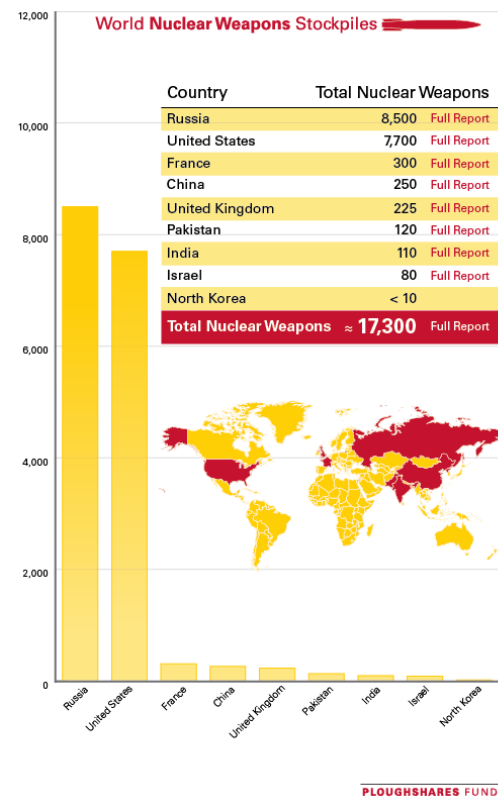 World Nuclear Weapons Stockpiles
12,000
10,000
8,000
6,000
4,000
2,000
0
Country Total Nuclear Weapons
Russia 8,500 Full Report
United States 7,700 Full Report
France 300 Full Report
China 250 Full Report
United Kingdom 225 Full Report
Pakistan 120 Full Report
India 110 Full Report
Israel 80 Full Report
North Korea < 10
Total Nuclear Weapons ≈ 17,300 Full Report
Russia
United States
France
China
United Kingdom
Pakistan
India
Israel
North Korea
PLOUGHSHARES FUND